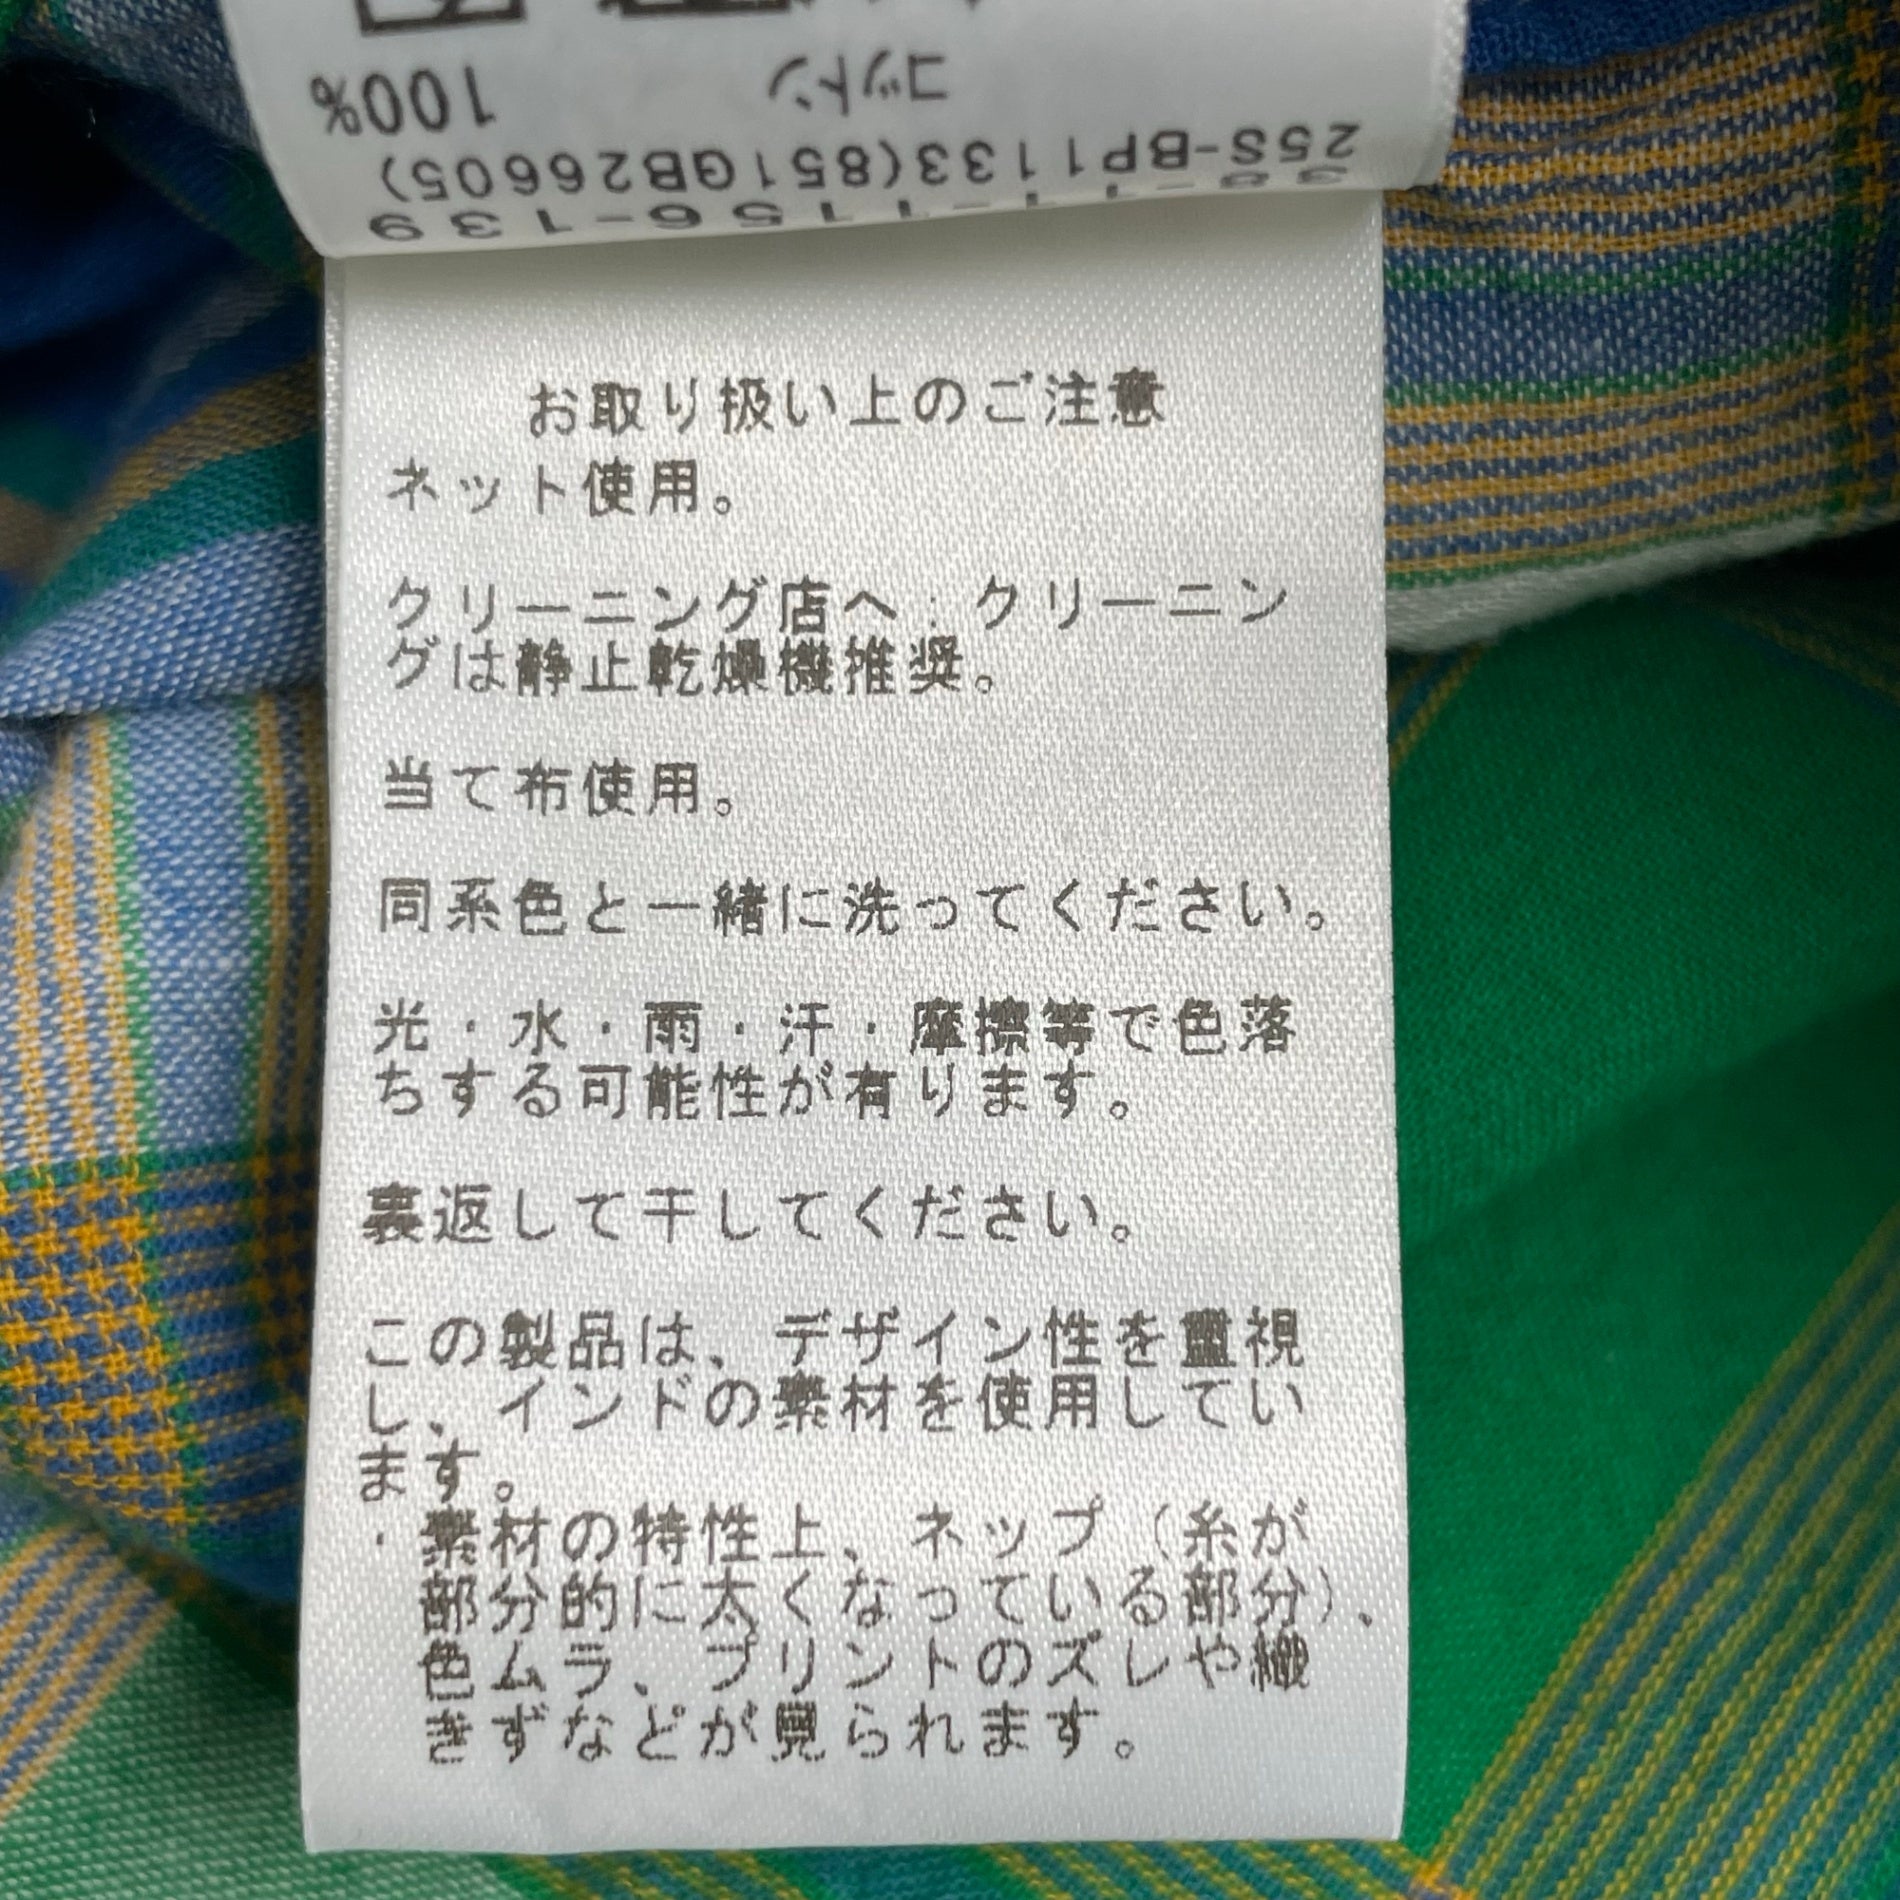 25S-BP1133(851GB26605)
コットン 100%
お取り扱い上のご注意
ネット使用。
クリーニング店へ：クリーニン
グは静止乾燥機推奨。
当て布使用。
同系色と一緒に洗ってください。
光・水・雨・汗・摩擦等で色落
ちする可能性が有ります。
裏返して干してください。
この製品は、デザイン性を重視
し、インドの素材を使用してい
ます。
・素材の特性上、ネップ（糸が
部分的に太くなっている部分）、
色ムラ、プリントのズレや織
きずなどが見られます。